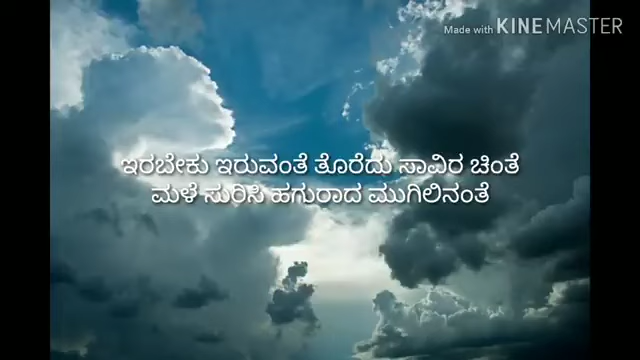 Made with KINEMASTER
ಇರಬೇಕು ಇರುವಂತೆ ತೊರೆದು ಸಾವಿರ ಚಿಂತೆ
ಮಳೆ ಸುರಿಸಿ ಹಗುರಾದ ಮುಗಿಲಿನಂತೆ